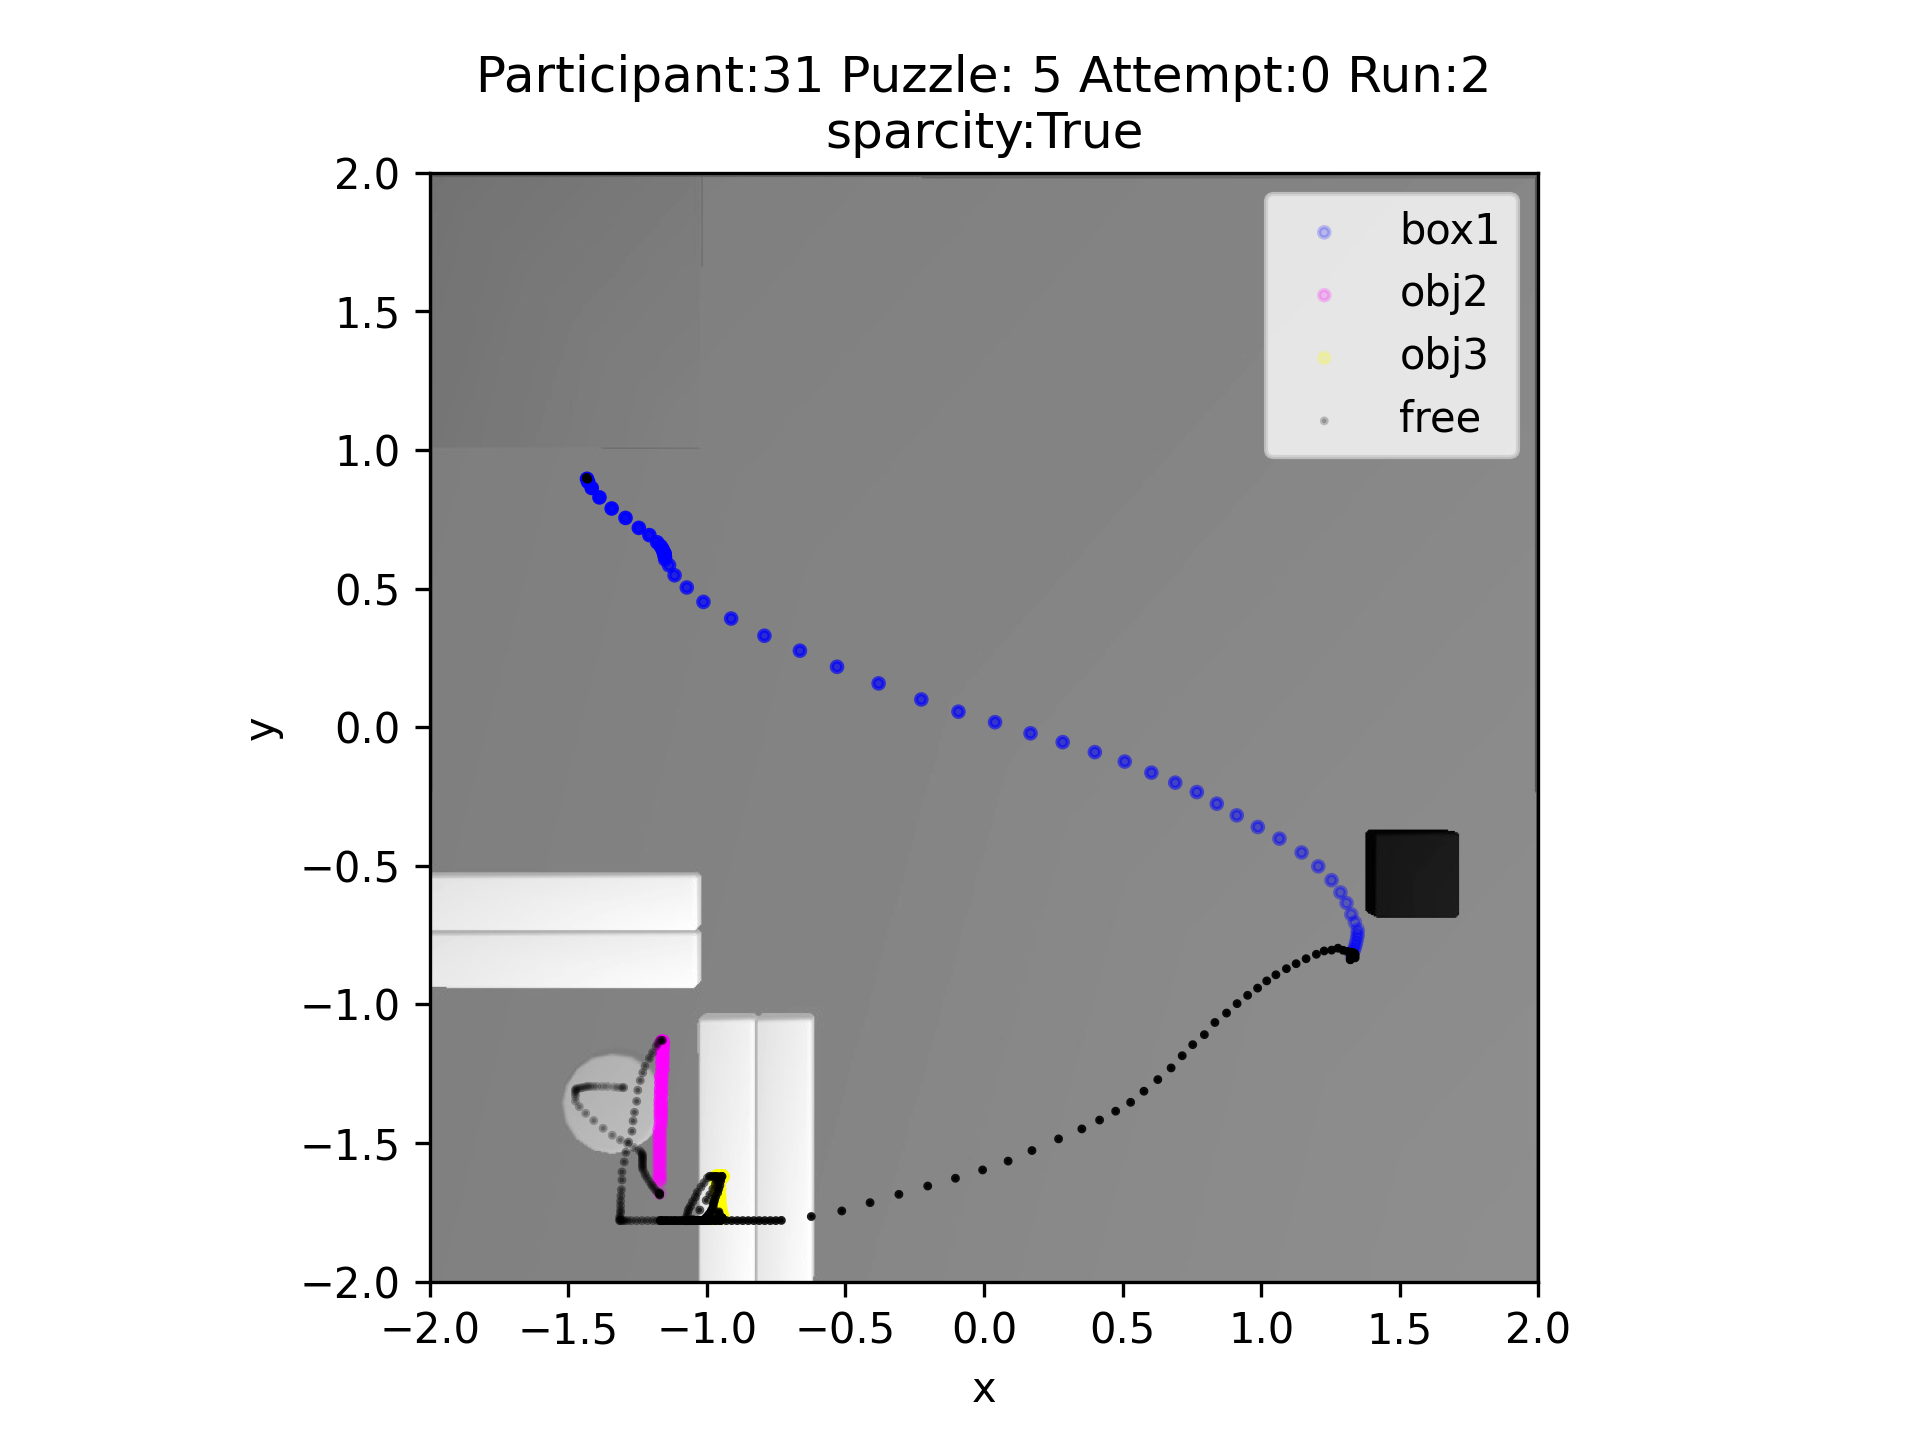 Participant:31 Puzzle: 5 Attempt:0 Run:2
sparcity:True
2.0
1.5
1.0
0.5
0.0
−0.5
−1.0
−1.5
−2.0
y
box1
obj2
obj3
free
−2.0 −1.5 −1.0 −0.5 0.0 0.5 1.0 1.5 2.0
x